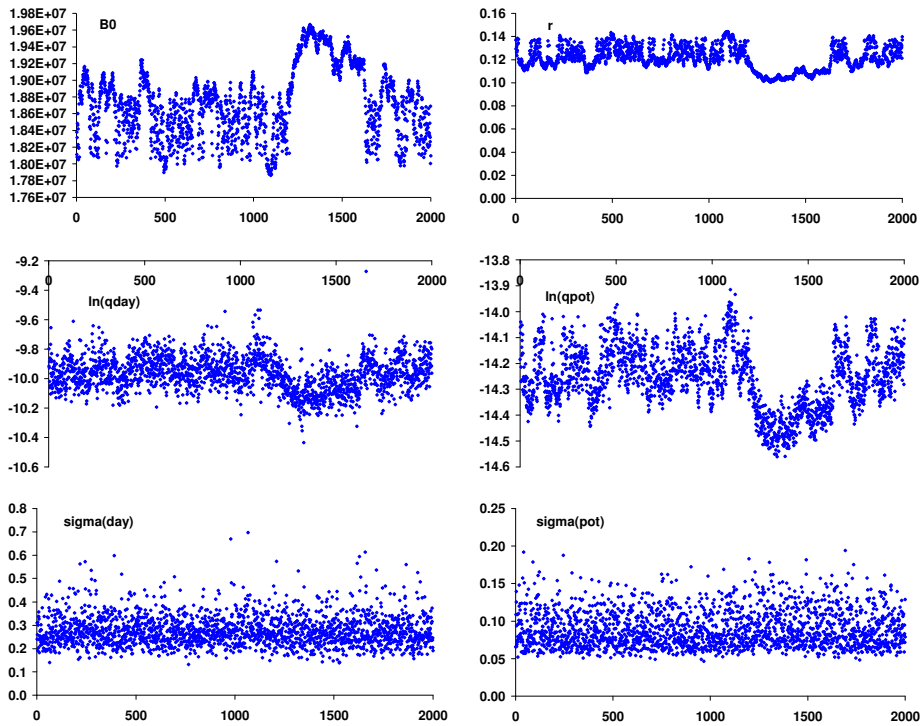 B0
1.98E+07
1.96E+07
1.94E+07
1.92E+07
1.90E+07
1.88E+07
1.86E+07
1.84E+07
1.82E+07
1.80E+07
1.78E+07
1.76E+07
0 500 1000 1500 2000
r
0.16
0.14
0.12
0.10
0.08
0.06
0.04
0.02
0.00
0 500 1000 1500 2000
ln(qday)
-9.2
-9.4
-9.6
-9.8
-10.0
-10.2
-10.4
-10.6
0 500 1000 1500 2000
ln(qpot)
-13.8
-13.9
-14.0
-14.1
-14.2
-14.3
-14.4
-14.5
-14.6
0 500 1000 1500 2000
sigma(day)
0.8
0.7
0.6
0.5
0.4
0.3
0.2
0.1
0.0
0 500 1000 1500 2000
sigma(pot)
0.25
0.20
0.15
0.10
0.05
0.00
0 500 1000 1500 2000